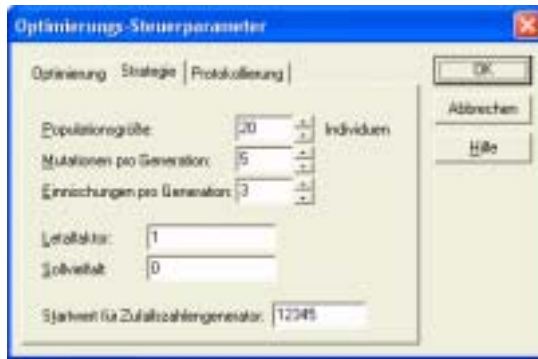 Optimierungs-Steuerparameter
Optimierung Strategie Protokollierung
OK
Abbrechen
Hilfe
Populationsgröße: 20 Individuen
Mutationen pro Generation: 5
Einmischungen pro Generation: 3
Letalfaktor: 1
Sollvielfalt: 0
Startwert für Zufallszahlengenerator: 12345